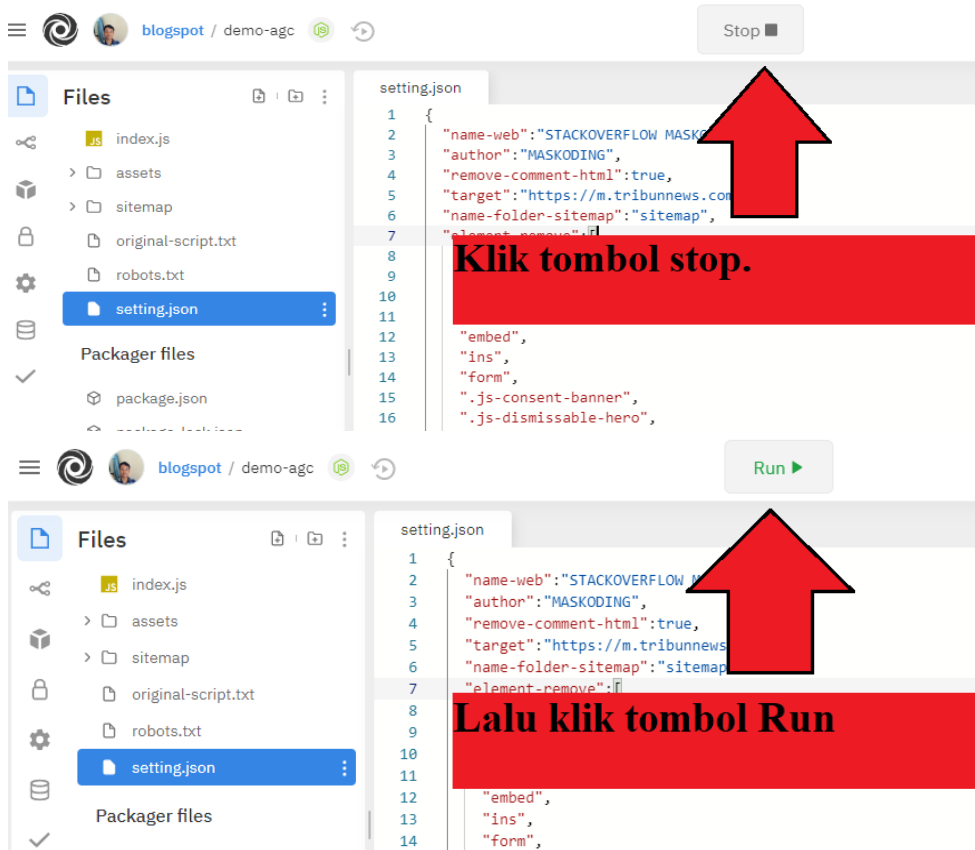 blogspot / demo-agc
Stop
Files
index.js
assets
sitemap
original-script.txt
robots.txt
setting.json
Packager files
package.json
package-lock.json
setting.json
1 {
2 "name-web":"STACKOVERFLOW MASKO
3 "author":"MASKODING",
4 "remove-comment-html":true,
5 "target":"https://m.tribunnews.com
6 "name-folder-sitemap":"sitemap",
7 "element-remove":[
8
9
10
11
12 "embed",
13 "ins",
14 "form",
15 ".js-consent-banner",
16 ".js-dismissable-hero",
Klik tombol stop.
blogspot / demo-agc
Run
Files
index.js
assets
sitemap
original-script.txt
robots.txt
setting.json
Packager files
setting.json
1 {
2 "name-web":"STACKOVERFLOW M
3 "author":"MASKODING",
4 "remove-comment-html":true,
5 "target":"https://m.tribunnews
6 "name-folder-sitemap":"sitemap
7 "element-remove":[
8
9
10
11
12 "embed",
13 "ins",
14 "form",
Lalu klik tombol Run